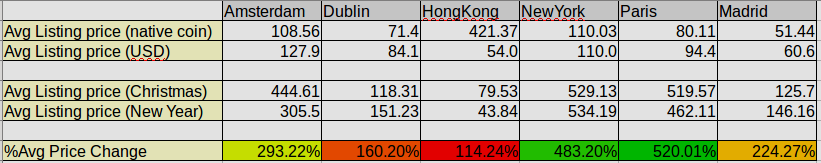 Amsterdam Dublin HongKong NewYork Paris Madrid
Avg Listing price (native coin) 108.56 71.4 421.37 110.03 80.11 51.44
Avg Listing price (USD) 127.9 84.1 54.0 110.0 94.4 60.6
Avg Listing price (Christmas) 444.61 118.31 79.53 529.13 519.57 125.7
Avg Listing price (New Year) 305.5 151.23 43.84 534.19 462.11 146.16
%Avg Price Change 293.22% 160.20% 114.24% 483.20% 520.01% 224.27%